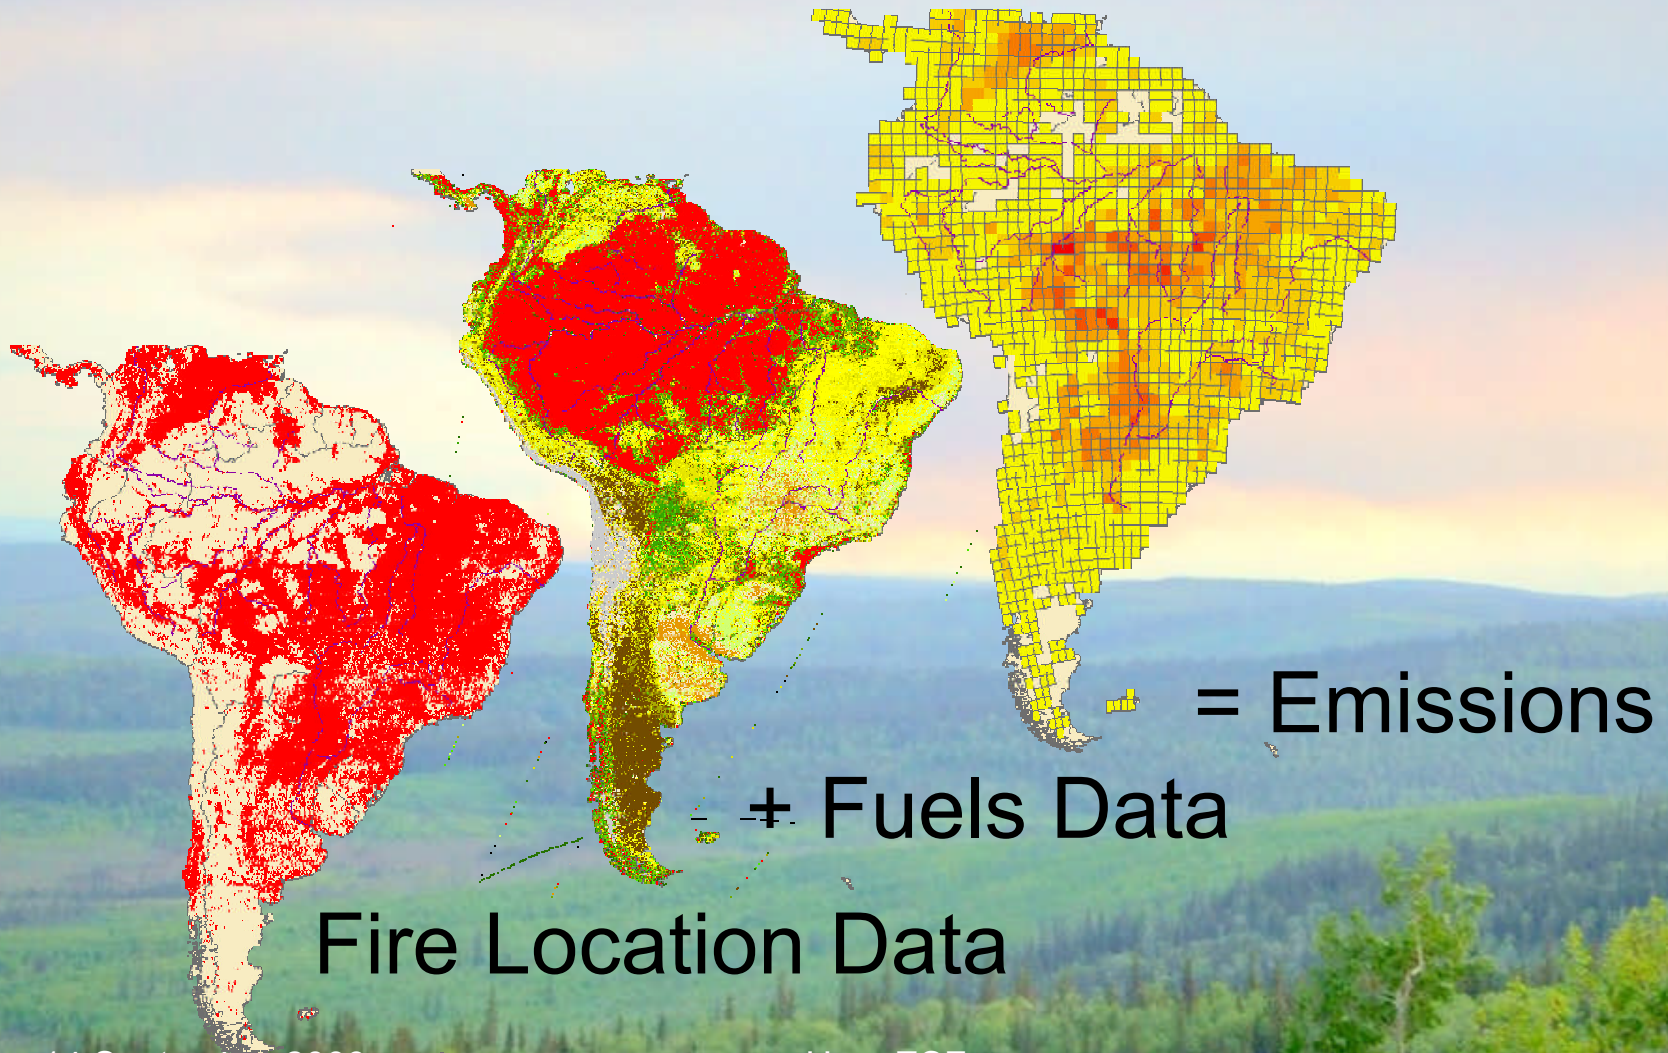 = Emissions
+ Fuels Data
Fire Location Data